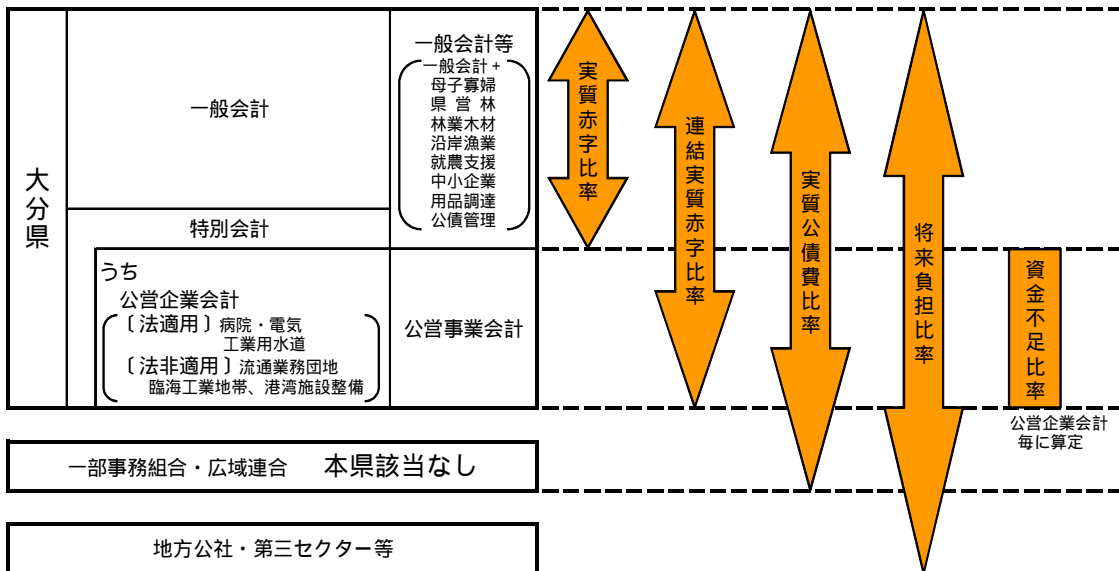 大分県
一般会計
特別会計
うち
公営企業会計
〔法適用〕病院・電気
工業用水道
〔法非適用〕流通業務団地
臨海工業地帯、港湾施設整備
一般会計等
一般会計+
母子寡婦
県営林
林業木材
沿岸漁業
就農支援
中小企業
用品調達
公債管理
公営事業会計
実質赤字比率
連結実質赤字比率
実質公債費比率
将来負担比率
資金不足比率
公営企業会計
毎に算定
一部事務組合・広域連合 本県該当なし
地方公社・第三セクター等